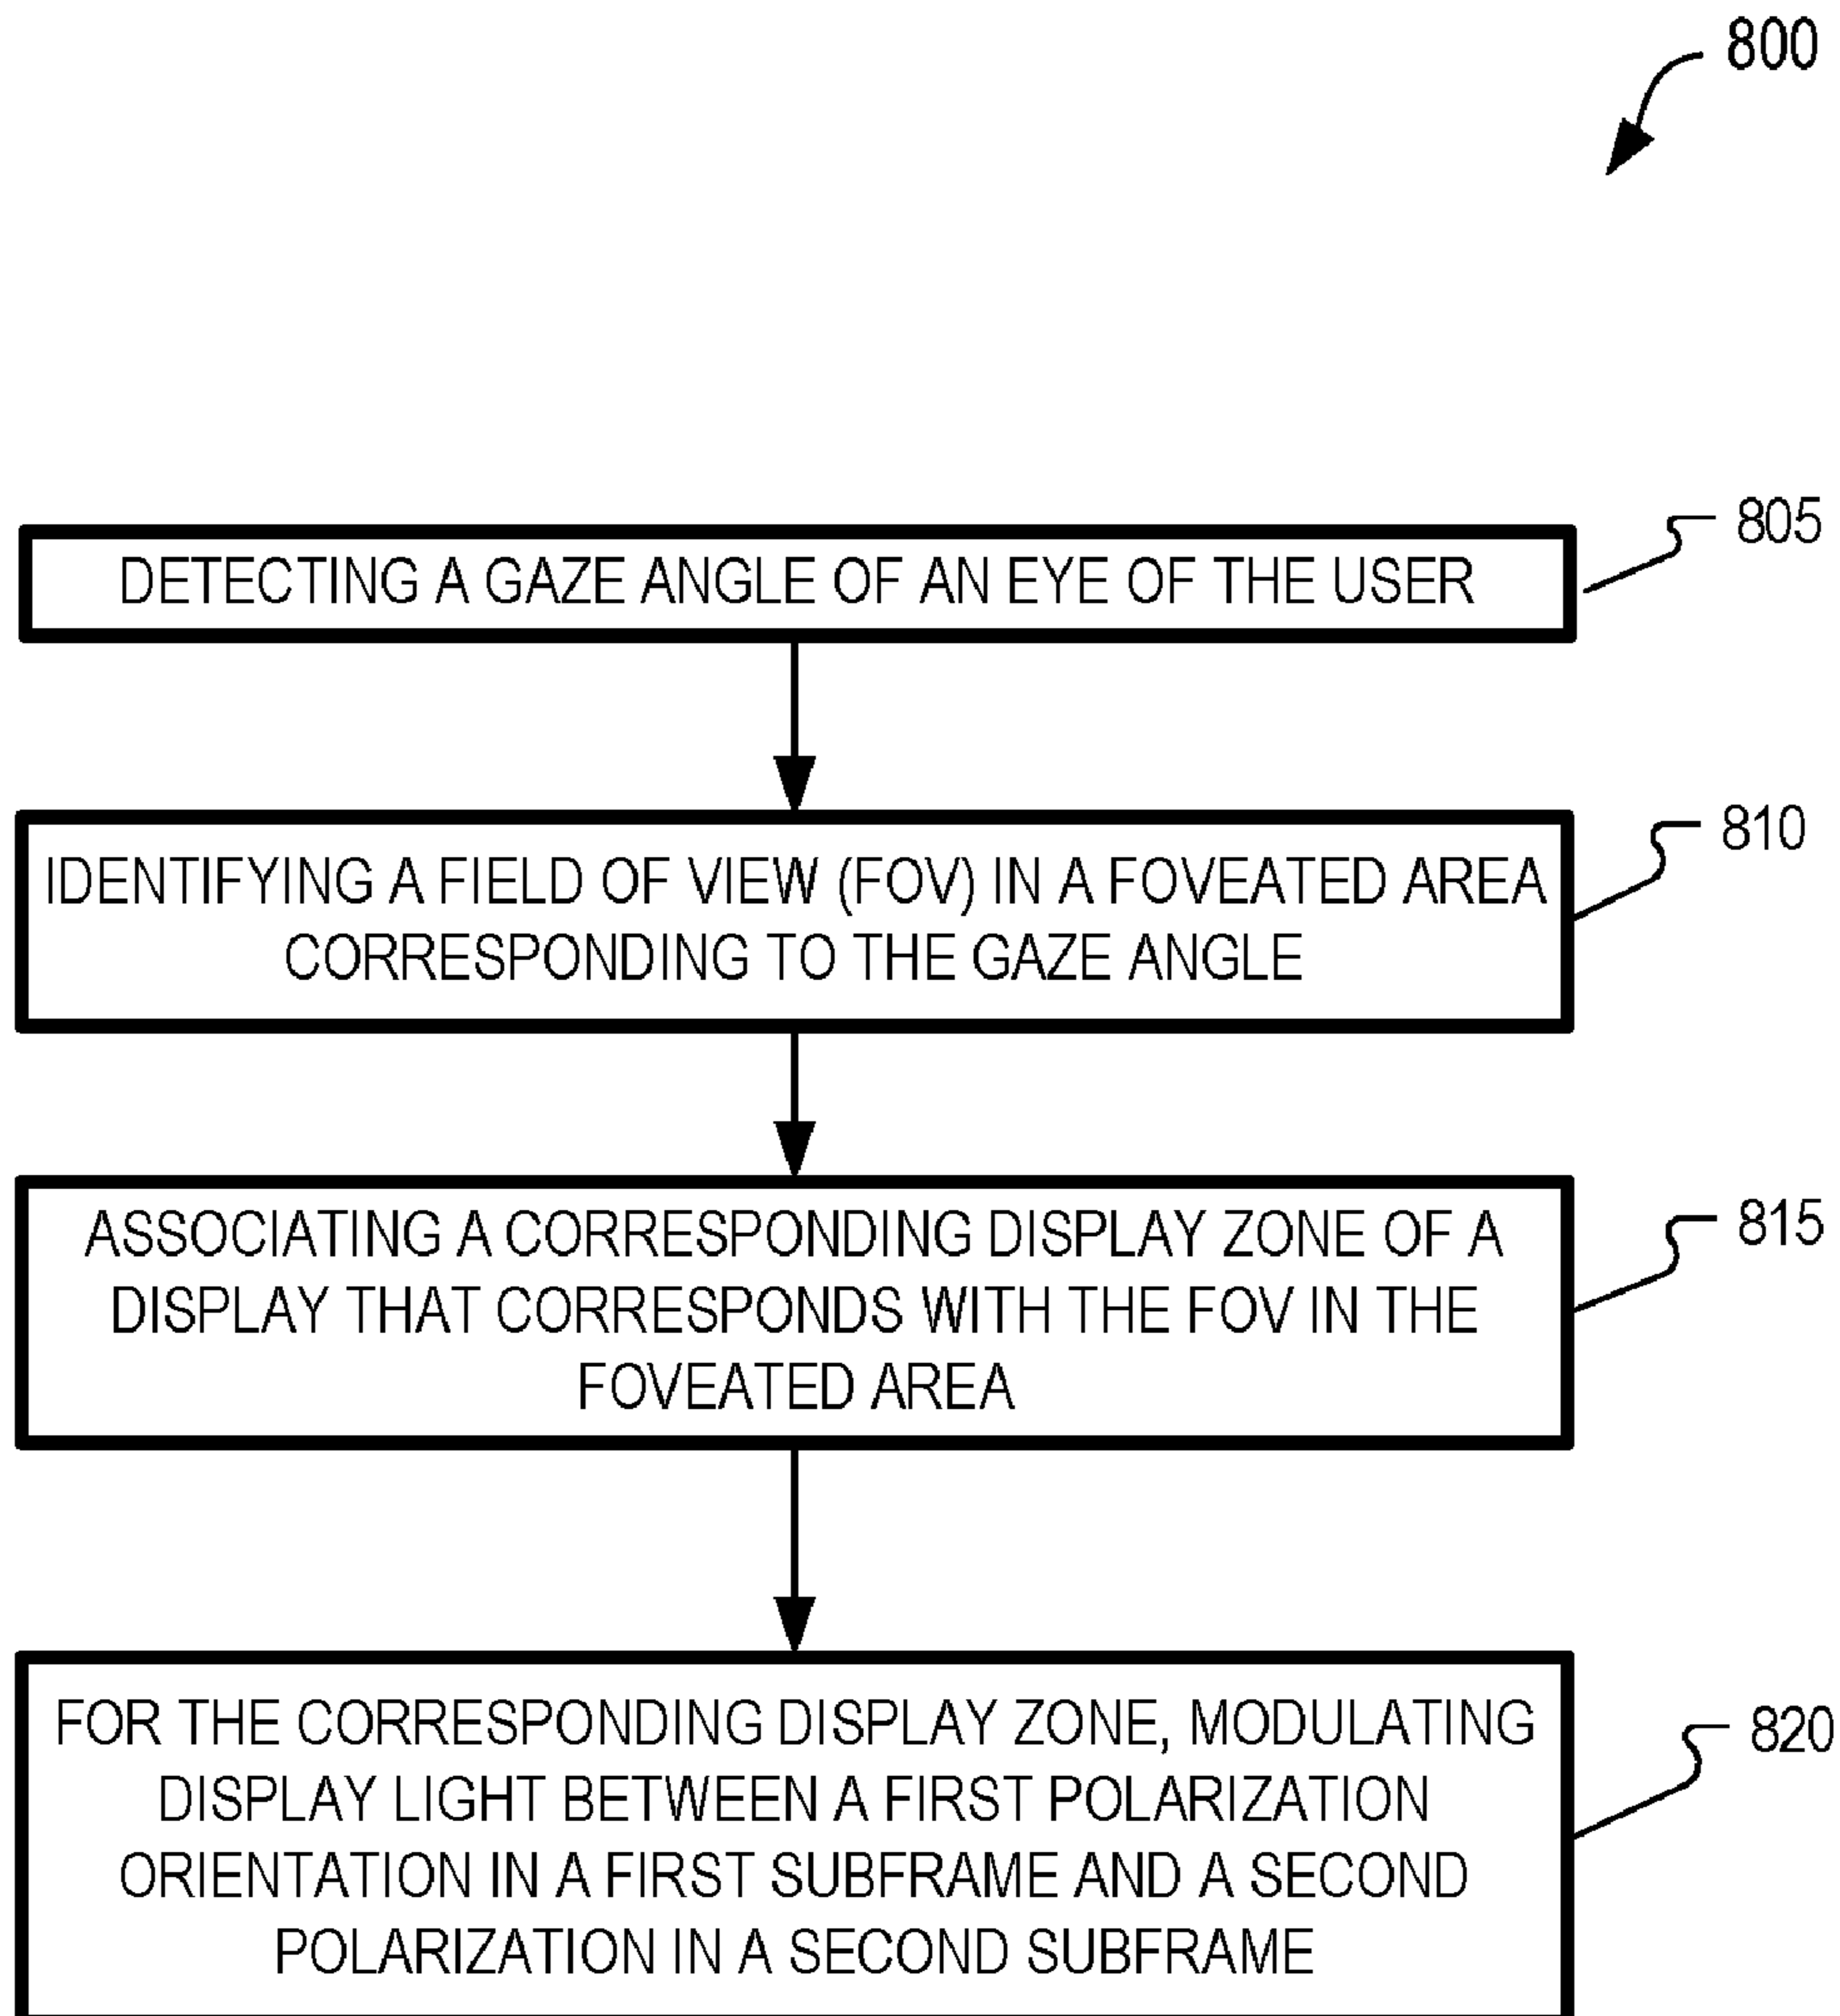 800
DETECTING A GAZE ANGLE OF AN EYE OF THE USER
805
IDENTIFYING A FIELD OF VIEW (FOV) IN A FOVEATED AREA
CORRESPONDING TO THE GAZE ANGLE
810
ASSOCIATING A CORRESPONDING DISPLAY ZONE OF A
DISPLAY THAT CORRESPONDS WITH THE FOV IN THE
FOVEATED AREA
815
FOR THE CORRESPONDING DISPLAY ZONE, MODULATING
DISPLAY LIGHT BETWEEN A FIRST POLARIZATION
ORIENTATION IN A FIRST SUBFRAME AND A SECOND
POLARIZATION IN A SECOND SUBFRAME
820